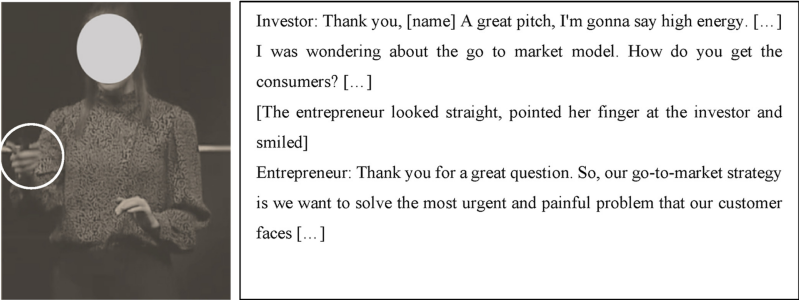 Investor: Thank you, [name] A great pitch, I'm gonna say high energy. […]
I was wondering about the go to market model. How do you get the
consumers? […]
[The entrepreneur looked straight, pointed her finger at the investor and
smiled]
Entrepreneur: Thank you for a great question. So, our go-to-market strategy
is we want to solve the most urgent and painful problem that our customer
faces […]